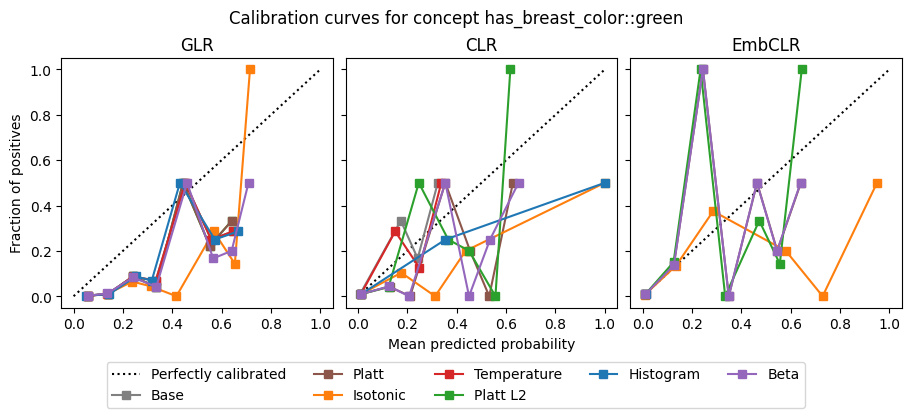 Calibration curves for concept has_breast_color::green
GLR
CLR
EmbCLR
Fraction of positives
1.0
0.8
0.6
0.4
0.2
0.0
0.0 0.2 0.4 0.6 0.8 1.0
0.0 0.2 0.4 0.6 0.8 1.0
0.0 0.2 0.4 0.6 0.8 1.0
Mean predicted probability
Perfectly calibrated
Base
Platt
Isotonic
Temperature
Platt L2
Histogram
Beta